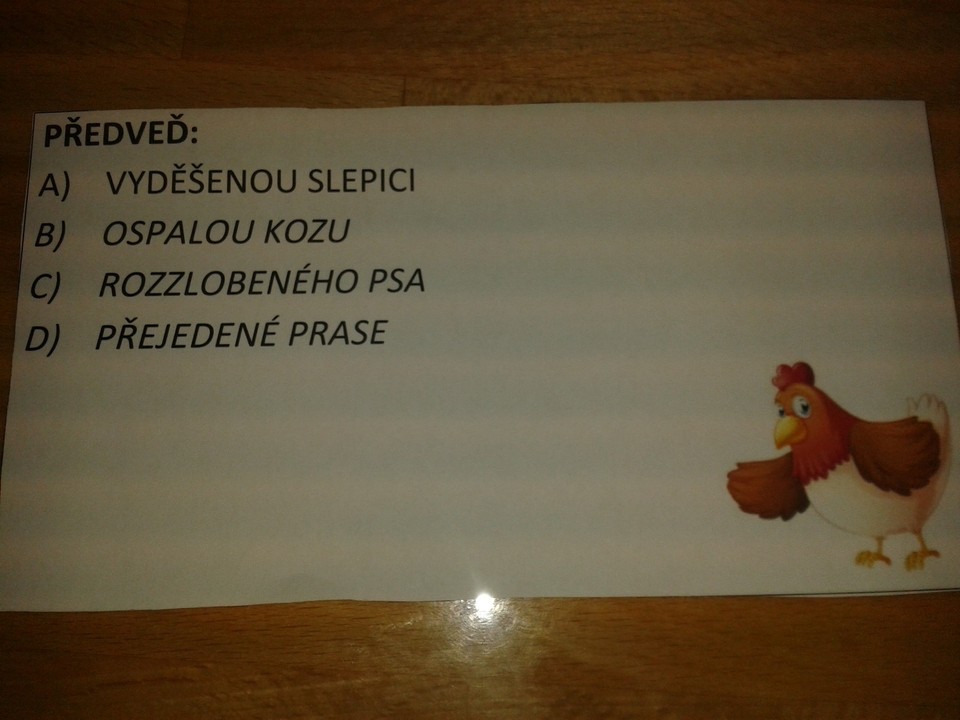 PŘEDVEĎ:
A) VYDĚŠENOU SLEPICI
B) OSPALOU KOZU
C) ROZZLOBENÉHO PSA
D) PŘEJEDENÉ PRASE